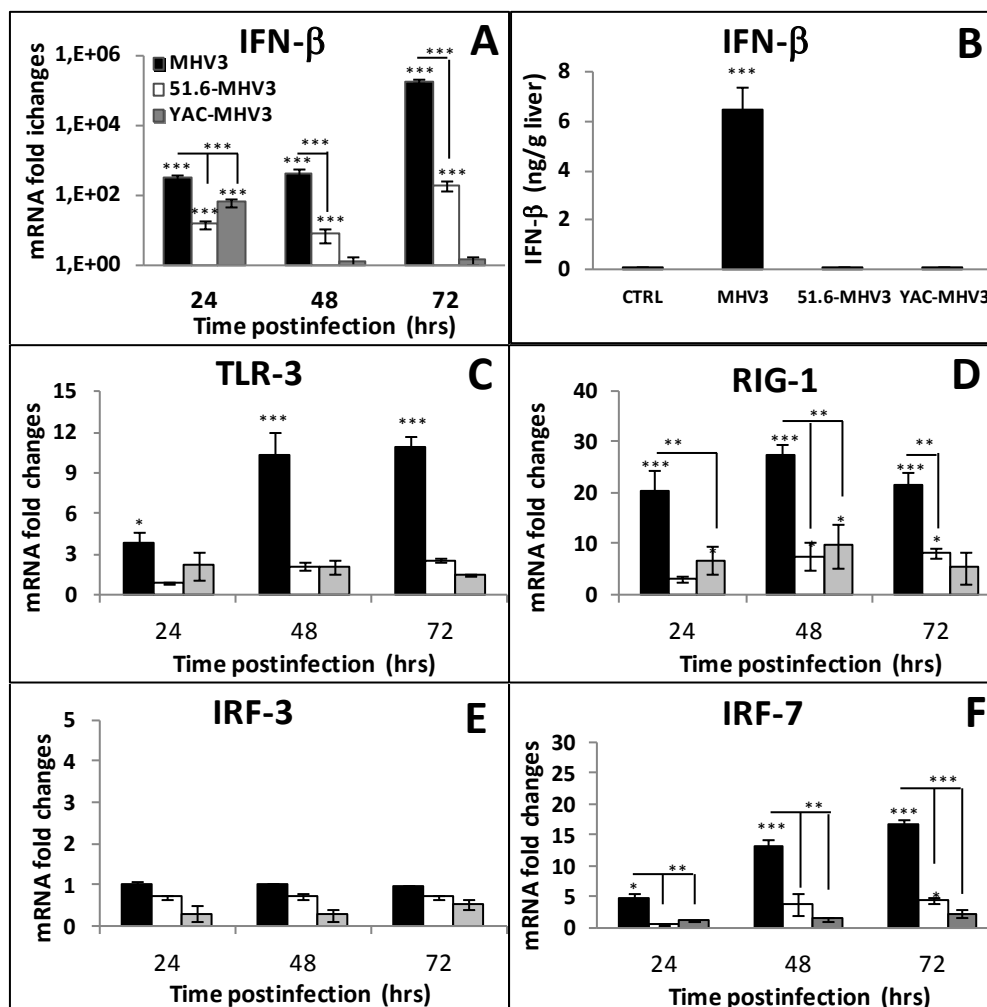 IFN-β
A
MHV3
51.6-MHV3
YAC-MHV3
mRNA fold ichanges
1,E+06
1,E+04
1,E+02
1,E+00
***
***
***
***
***
***
***
***
***
***
***
24
48
72
Time postinfection (hrs)
IFN-β
B
IFN-β (ng/g liver)
8
6
4
2
0
***
CTRL
MHV3
51.6-MHV3
YAC-MHV3
TLR-3
C
mRNA fold changes
15
12
9
6
3
0
*
***
***
24
48
72
Time postinfection (hrs)
RIG-1
D
mRNA fold changes
40
30
20
10
0
**
***
*
**
***
*
*
**
***
*
24
48
72
Time postinfection (hrs)
IRF-3
E
mRNA fold changes
5
4
3
2
1
0
24
48
72
Time postinfection (hrs)
IRF-7
F
mRNA fold changes
30
25
20
15
10
5
0
*
**
***
**
***
***
*
24
48
72
Time postinfection (hrs)